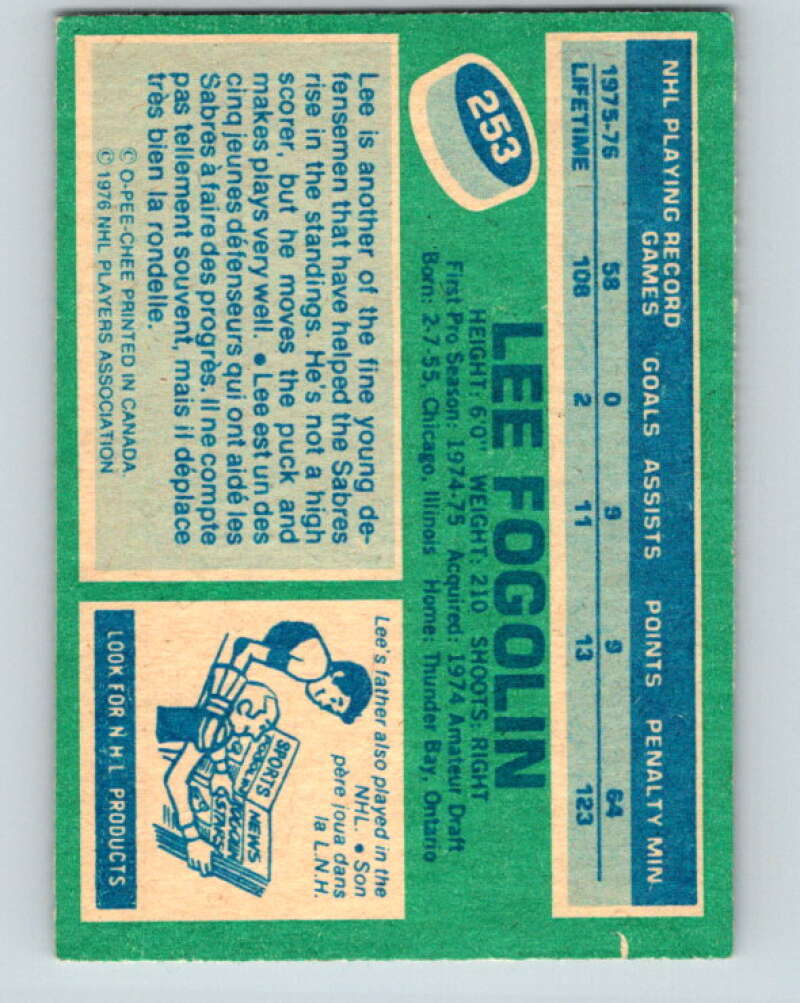 NHL PLAYING RECORD
GAMES GOALS ASSISTS POINTS PENALTY MIN.
1975-76 58 0 9 9 64
LIFETIME 108 2 11 13 123
253
LEE FOGOLIN
HEIGHT: 6'0" WEIGHT: 210 SHOOTS: RIGHT
First Pro Season: 1974-75 Acquired: 1974 Amateur Draft
Born: 2-7-55, Chicago, Illinois Home: Thunder Bay, Ontario
Lee is another of the fine young de-
fensemen that have helped the Sabres
rise in the standings. He's not a high
scorer, but he moves the puck and
makes plays very well. • Lee est un des
cinq jeunes défenseurs qui ont aidé les
Sabres à faire des progrès. Il ne compte
pas tellement souvent, mais il déplace
très bien la rondelle.
© O-PEE-CHEE PRINTED IN CANADA.
© 1976 NHL PLAYERS ASSOCIATION
Lee's father also played in the
NHL. • Son
père joua dans
la L.N.H.
SPORTS NEWS
FOGOLIN
STARS
LOOK FOR N.H.L PRODUCTS